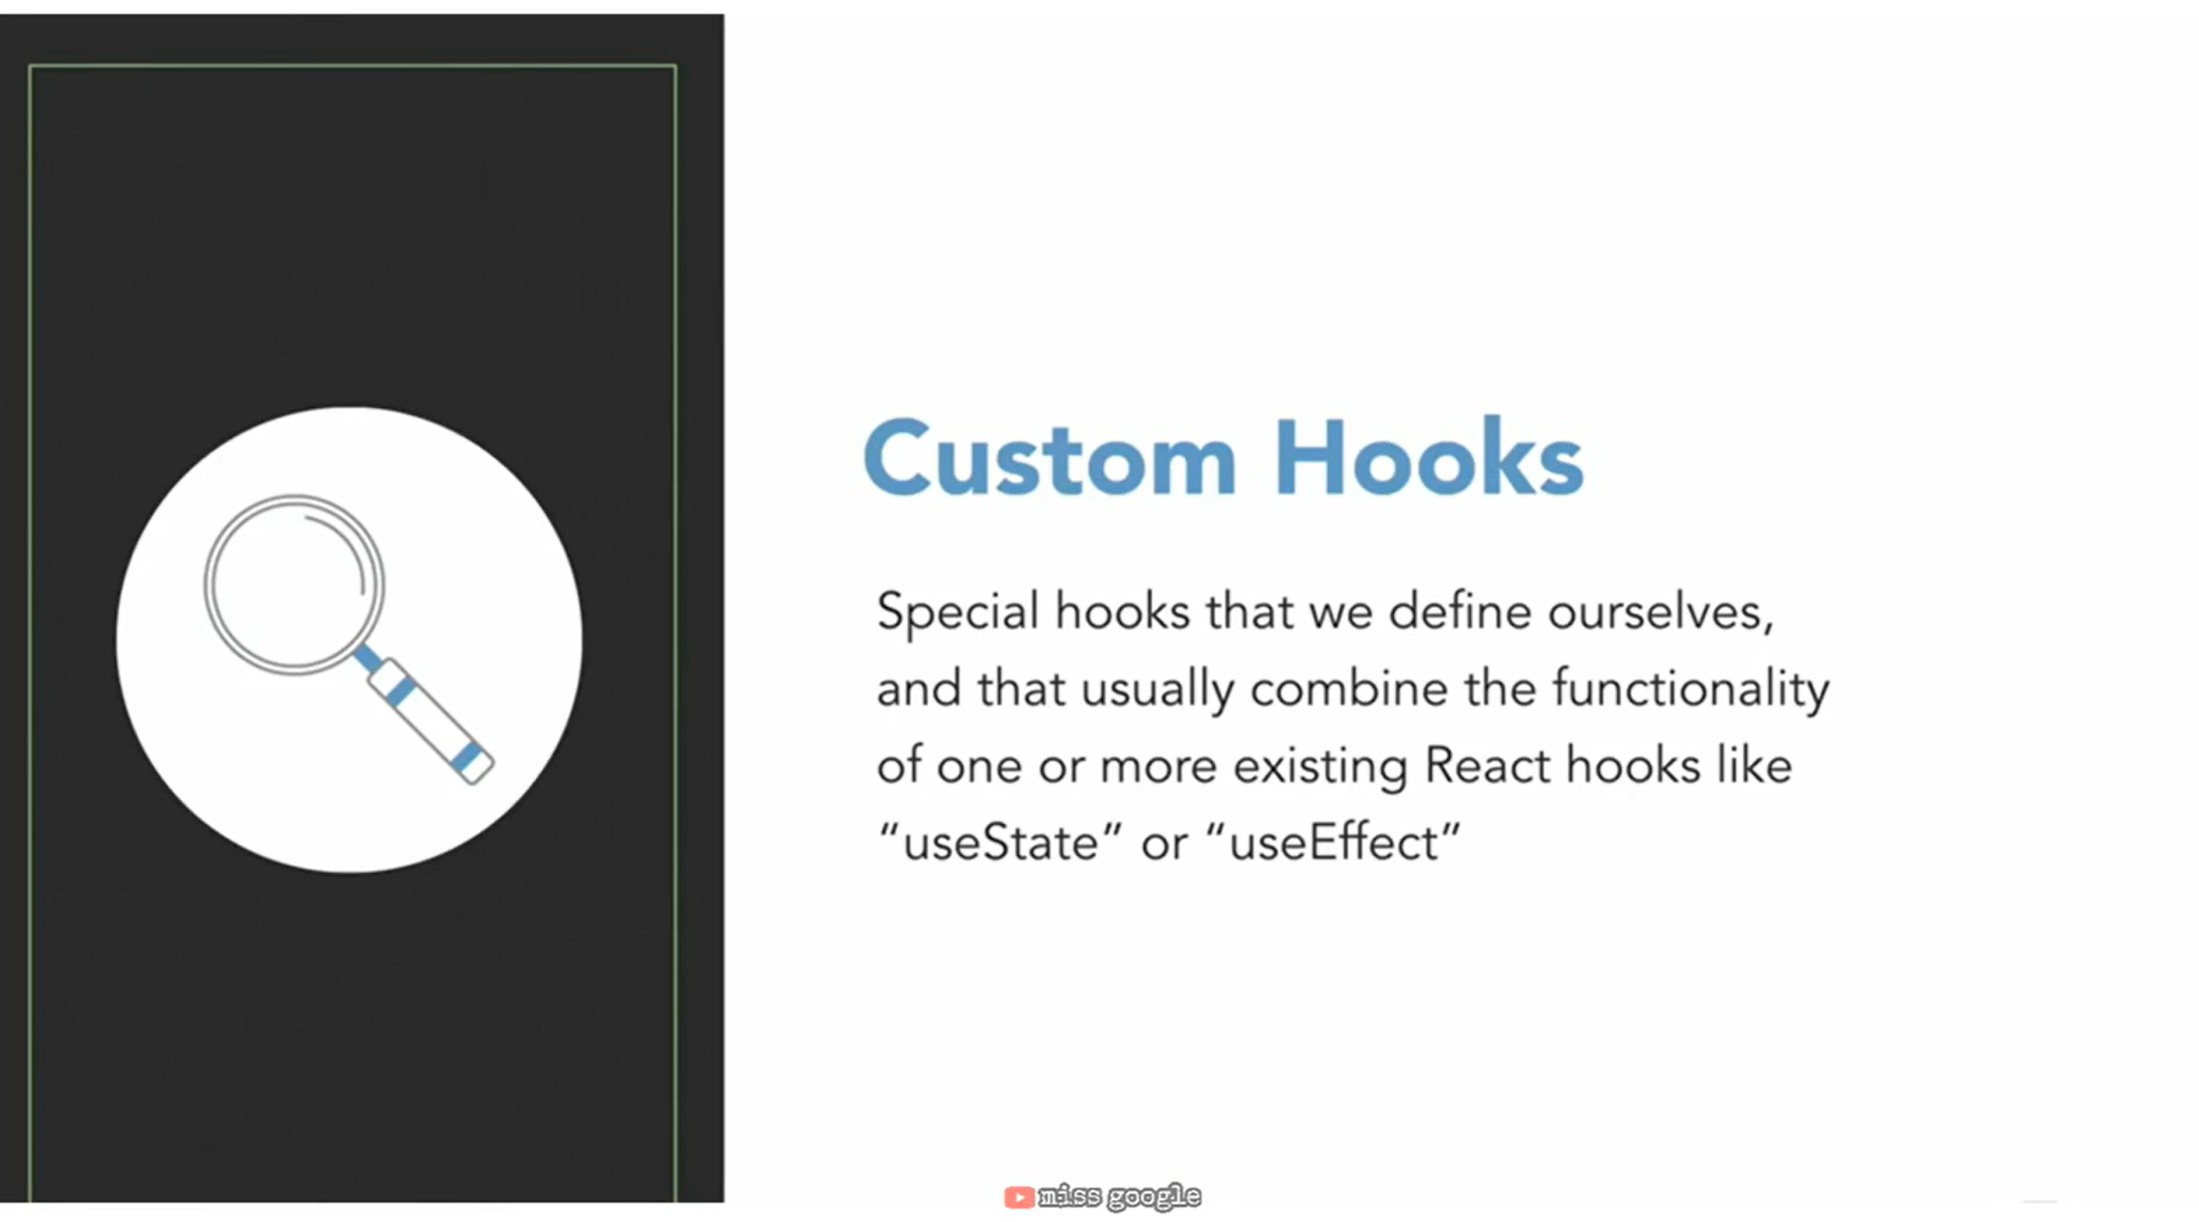 Custom Hooks
Special hooks that we define ourselves,
and that usually combine the functionality
of one or more existing React hooks like
“useState” or “useEffect”
miss google